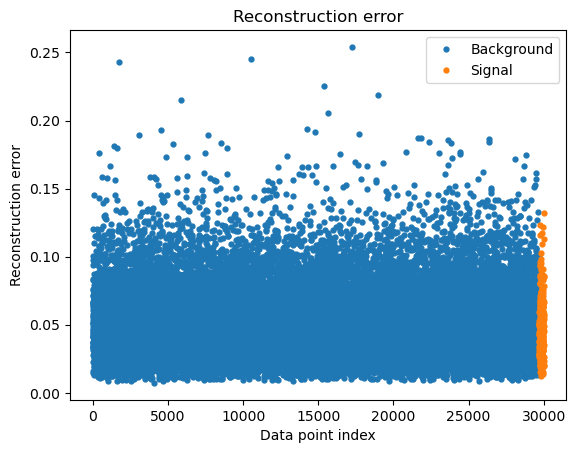 Reconstruction error
Background
Signal
Reconstruction error
0.25
0.20
0.15
0.10
0.05
0.00
0
5000
10000
15000
20000
25000
30000
Data point index